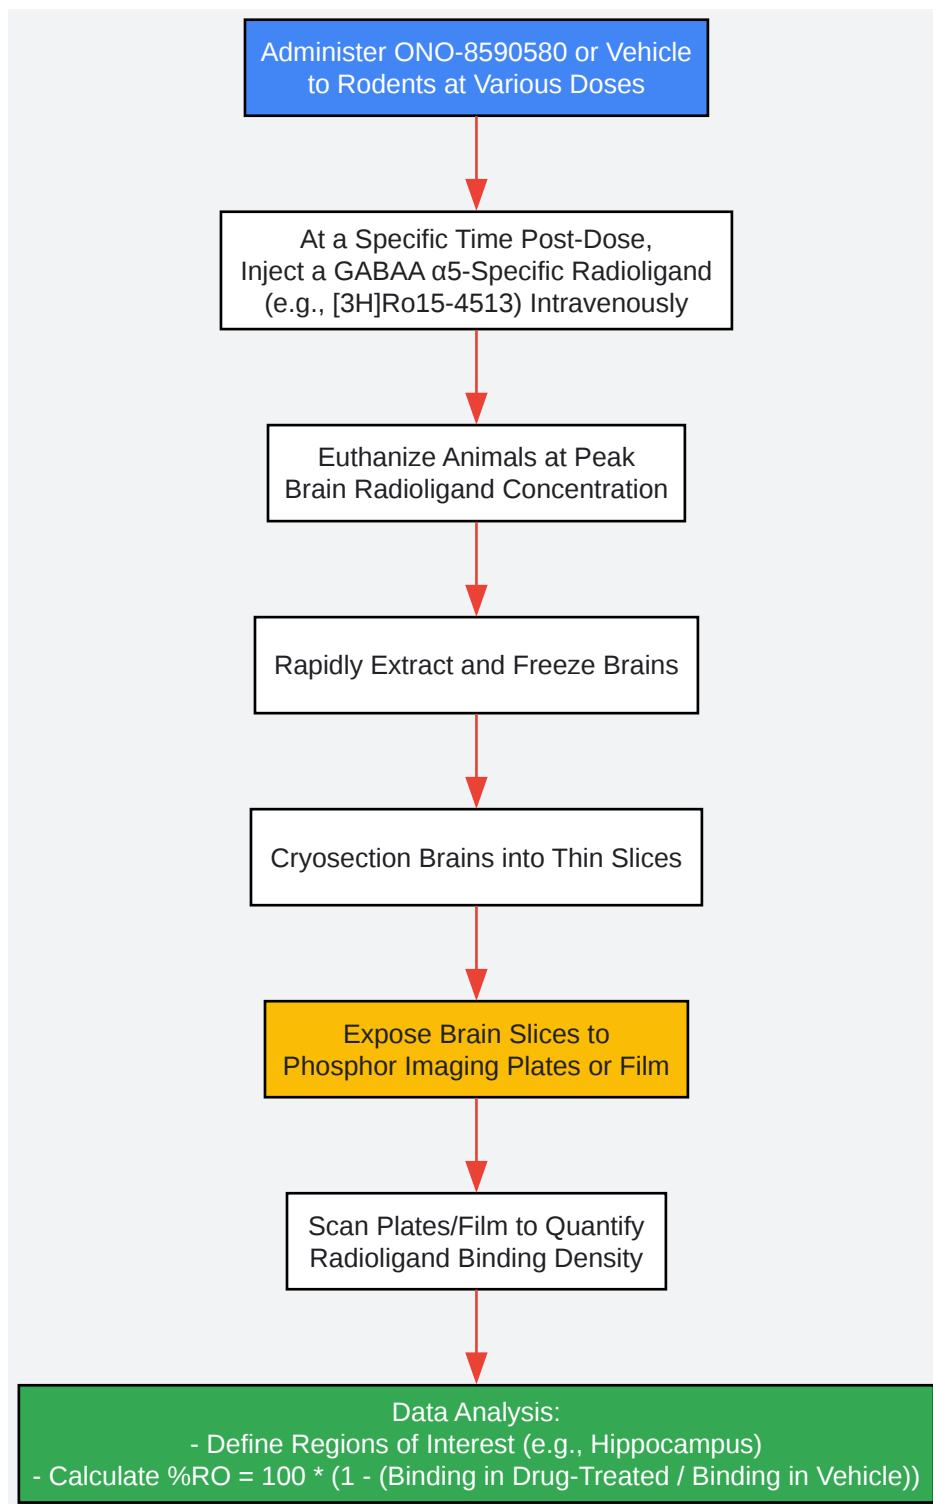 Administer ONO-8590580 or Vehicle
to Rodents at Various Doses
At a Specific Time Post-Dose,
Inject a GABAA α5-Specific Radioligand
(e.g., [3H]Ro15-4513) Intravenously
Euthanize Animals at Peak
Brain Radioligand Concentration
Rapidly Extract and Freeze Brains
Cryosection Brains into Thin Slices
Expose Brain Slices to
Phosphor Imaging Plates or Film
Scan Plates/Film to Quantify
Radioligand Binding Density
Data Analysis:
- Define Regions of Interest (e.g., Hippocampus)
- Calculate %RO = 100 * (1 - (Binding in Drug-Treated / Binding in Vehicle))